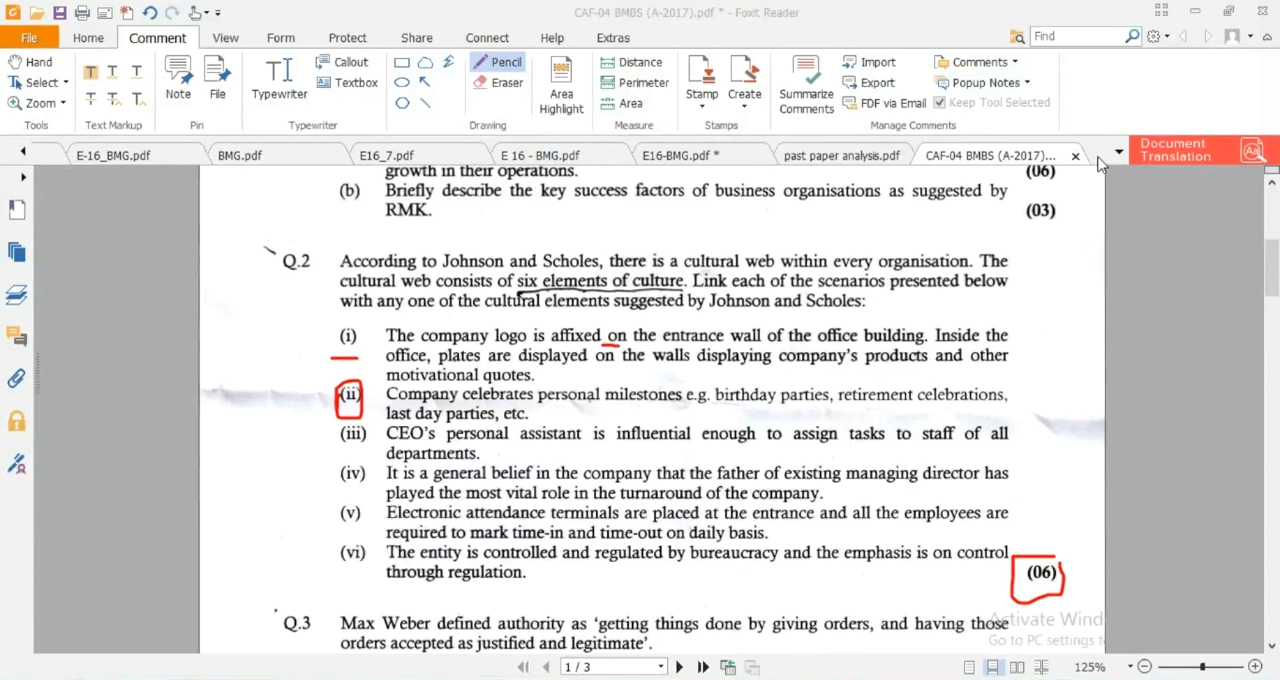 CAF-04 BMBS (A-2017).pdf * - Foxit Reader
File Home Comment View Form Protect Share Connect Help Extras Find
Hand Select Zoom
Tools
T T T
T T T
Text Markup
Note File
Pin
Typewriter Callout Textbox
Typewriter
Pencil Eraser
Drawing
Area Highlight Distance Perimeter Area
Measure
Stamp Create
Stamps
Summarize Comments Import Export FDF via Email Comments Popup Notes Keep Tool Selected
Manage Comments
E-16_BMG.pdf BMG.pdf E16_7.pdf E 16 - BMG.pdf E16-BMG.pdf * past paper analysis.pdf CAF-04 BMBS (A-2017)... × Document Translation Aa
growth in their operations. (06)
(b) Briefly describe the key success factors of business organisations as suggested by
RMK. (03)
Q.2 According to Johnson and Scholes, there is a cultural web within every organisation. The
cultural web consists of six elements of culture. Link each of the scenarios presented below
with any one of the cultural elements suggested by Johnson and Scholes:
(i) The company logo is affixed on the entrance wall of the office building. Inside the
office, plates are displayed on the walls displaying company's products and other
motivational quotes.
(ii) Company celebrates personal milestones e.g. birthday parties, retirement celebrations,
last day parties, etc.
(iii) CEO's personal assistant is influential enough to assign tasks to staff of all
departments.
(iv) It is a general belief in the company that the father of existing managing director has
played the most vital role in the turnaround of the company.
(v) Electronic attendance terminals are placed at the entrance and all the employees are
required to mark time-in and time-out on daily basis.
(vi) The entity is controlled and regulated by bureaucracy and the emphasis is on control
through regulation. (06)
Q.3 Max Weber defined authority as 'getting things done by giving orders, and having those
orders accepted as justified and legitimate'.
Activate Wind
Go to PC settings t
1 / 3 125%